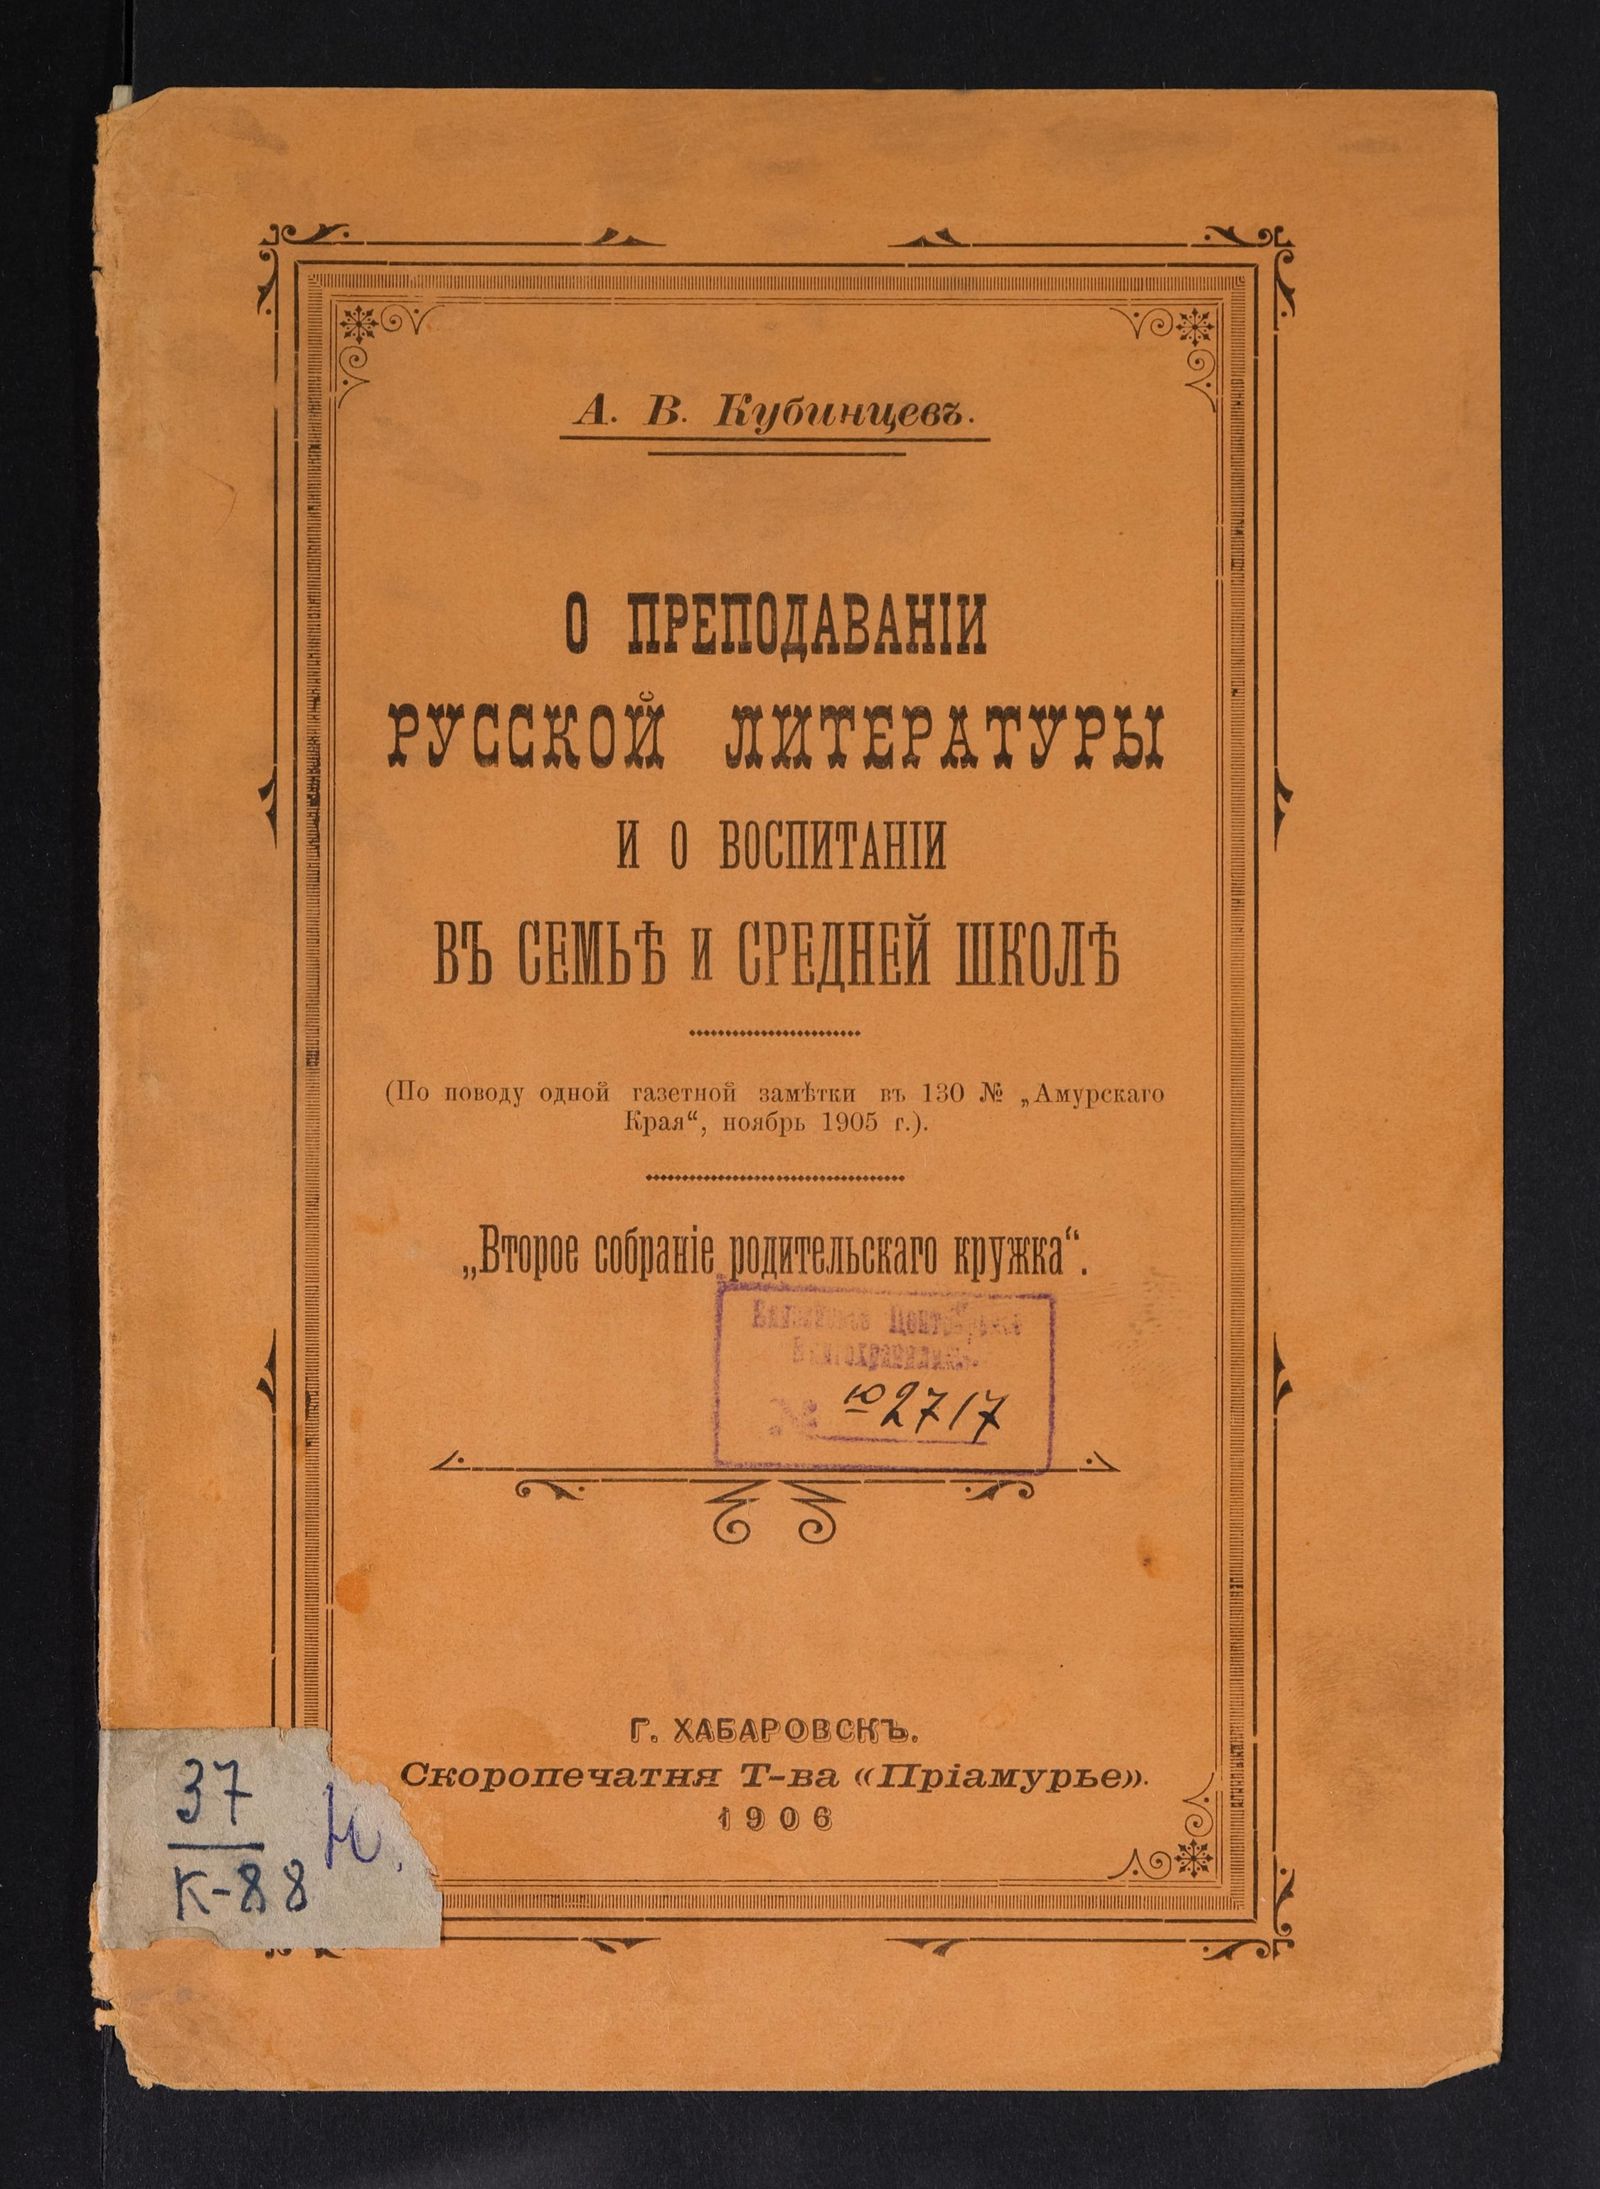 А. В. Кубинцевъ.
О ПРЕПОДАВАНІИ
РУССКОЙ ЛИТЕРАТУРЫ
И О ВОСПИТАНІИ
ВЪ СЕМЬѢ И СРЕДНЕЙ ШКОЛѢ
(По поводу одной газетной замѣтки въ 130 № „Амурскаго
Края“, ноябрь 1905 г.).
„Второе собраніе родительскаго кружка“.
№ ю 2717
Г. ХАБАРОВСКЪ.
Скоропечатня Т-ва «Пріамурье».
1906
37
К-88